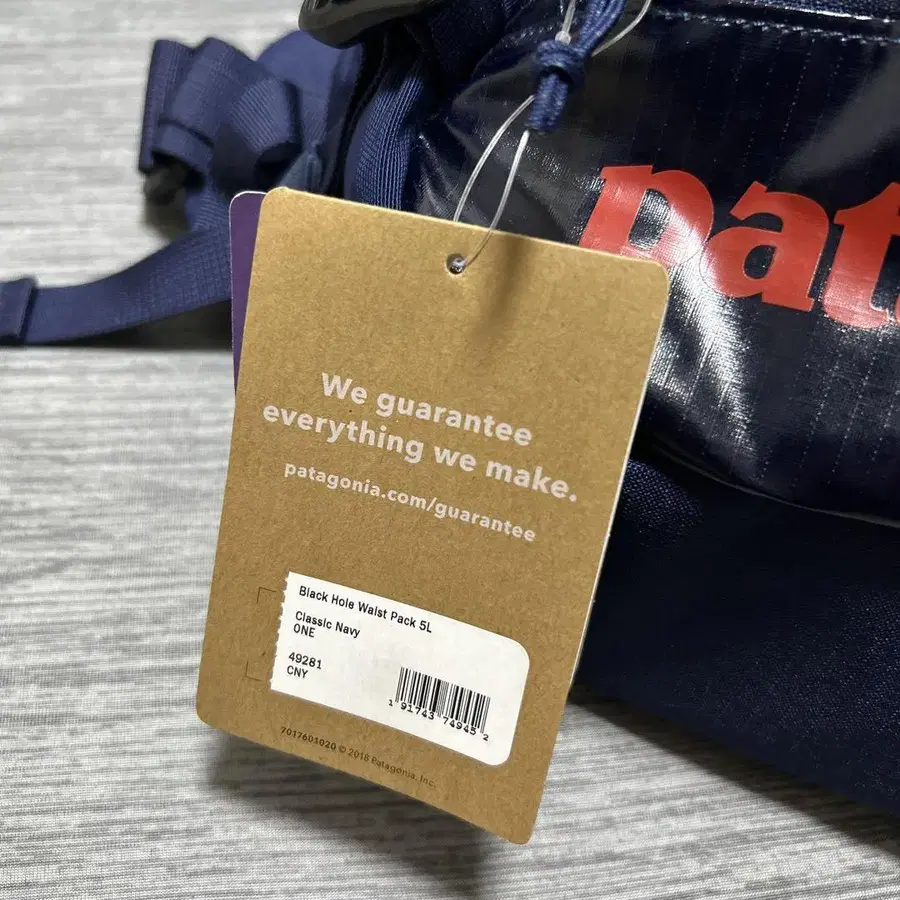 pat
We guarantee
everything we make.
patagonia.com/guarantee
Black Hole Waist Pack 5L
Classic Navy
ONE
49281
CNY
1 91743 74945 2
7017601020 © 2018 Patagonia, Inc.